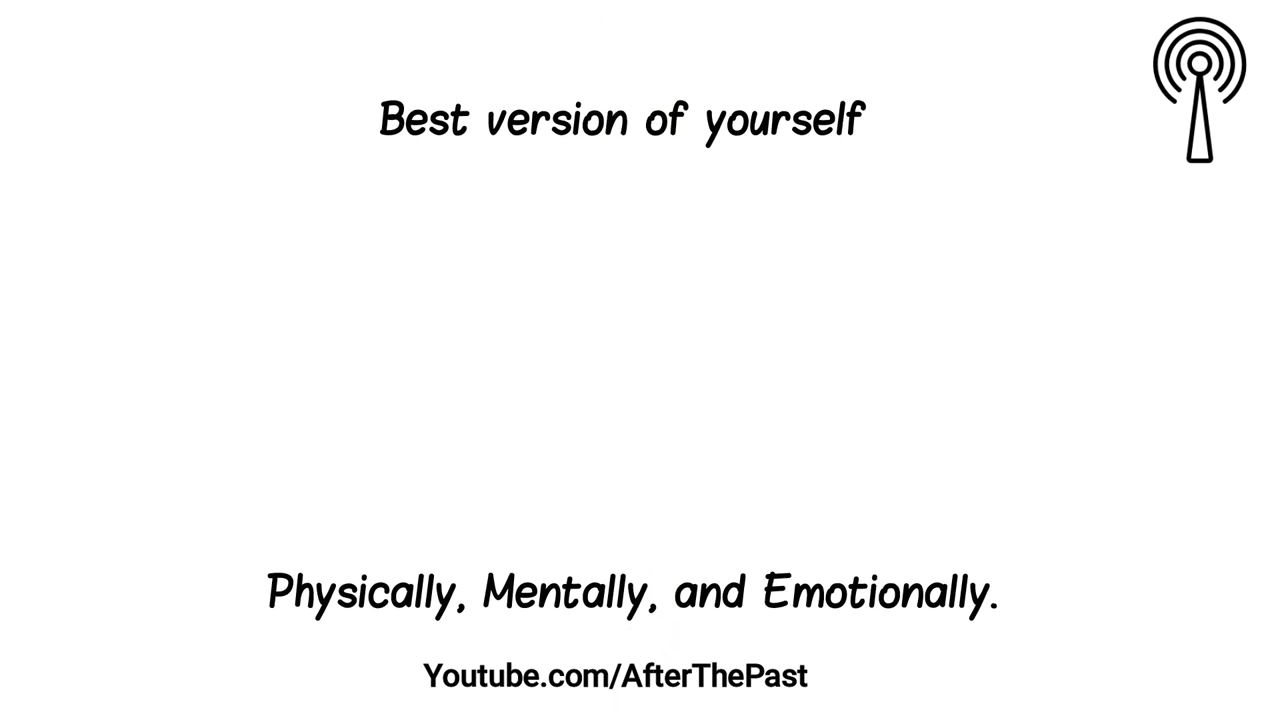 Best version of yourself
Physically, Mentally, and Emotionally.
Youtube.com/AfterThePast